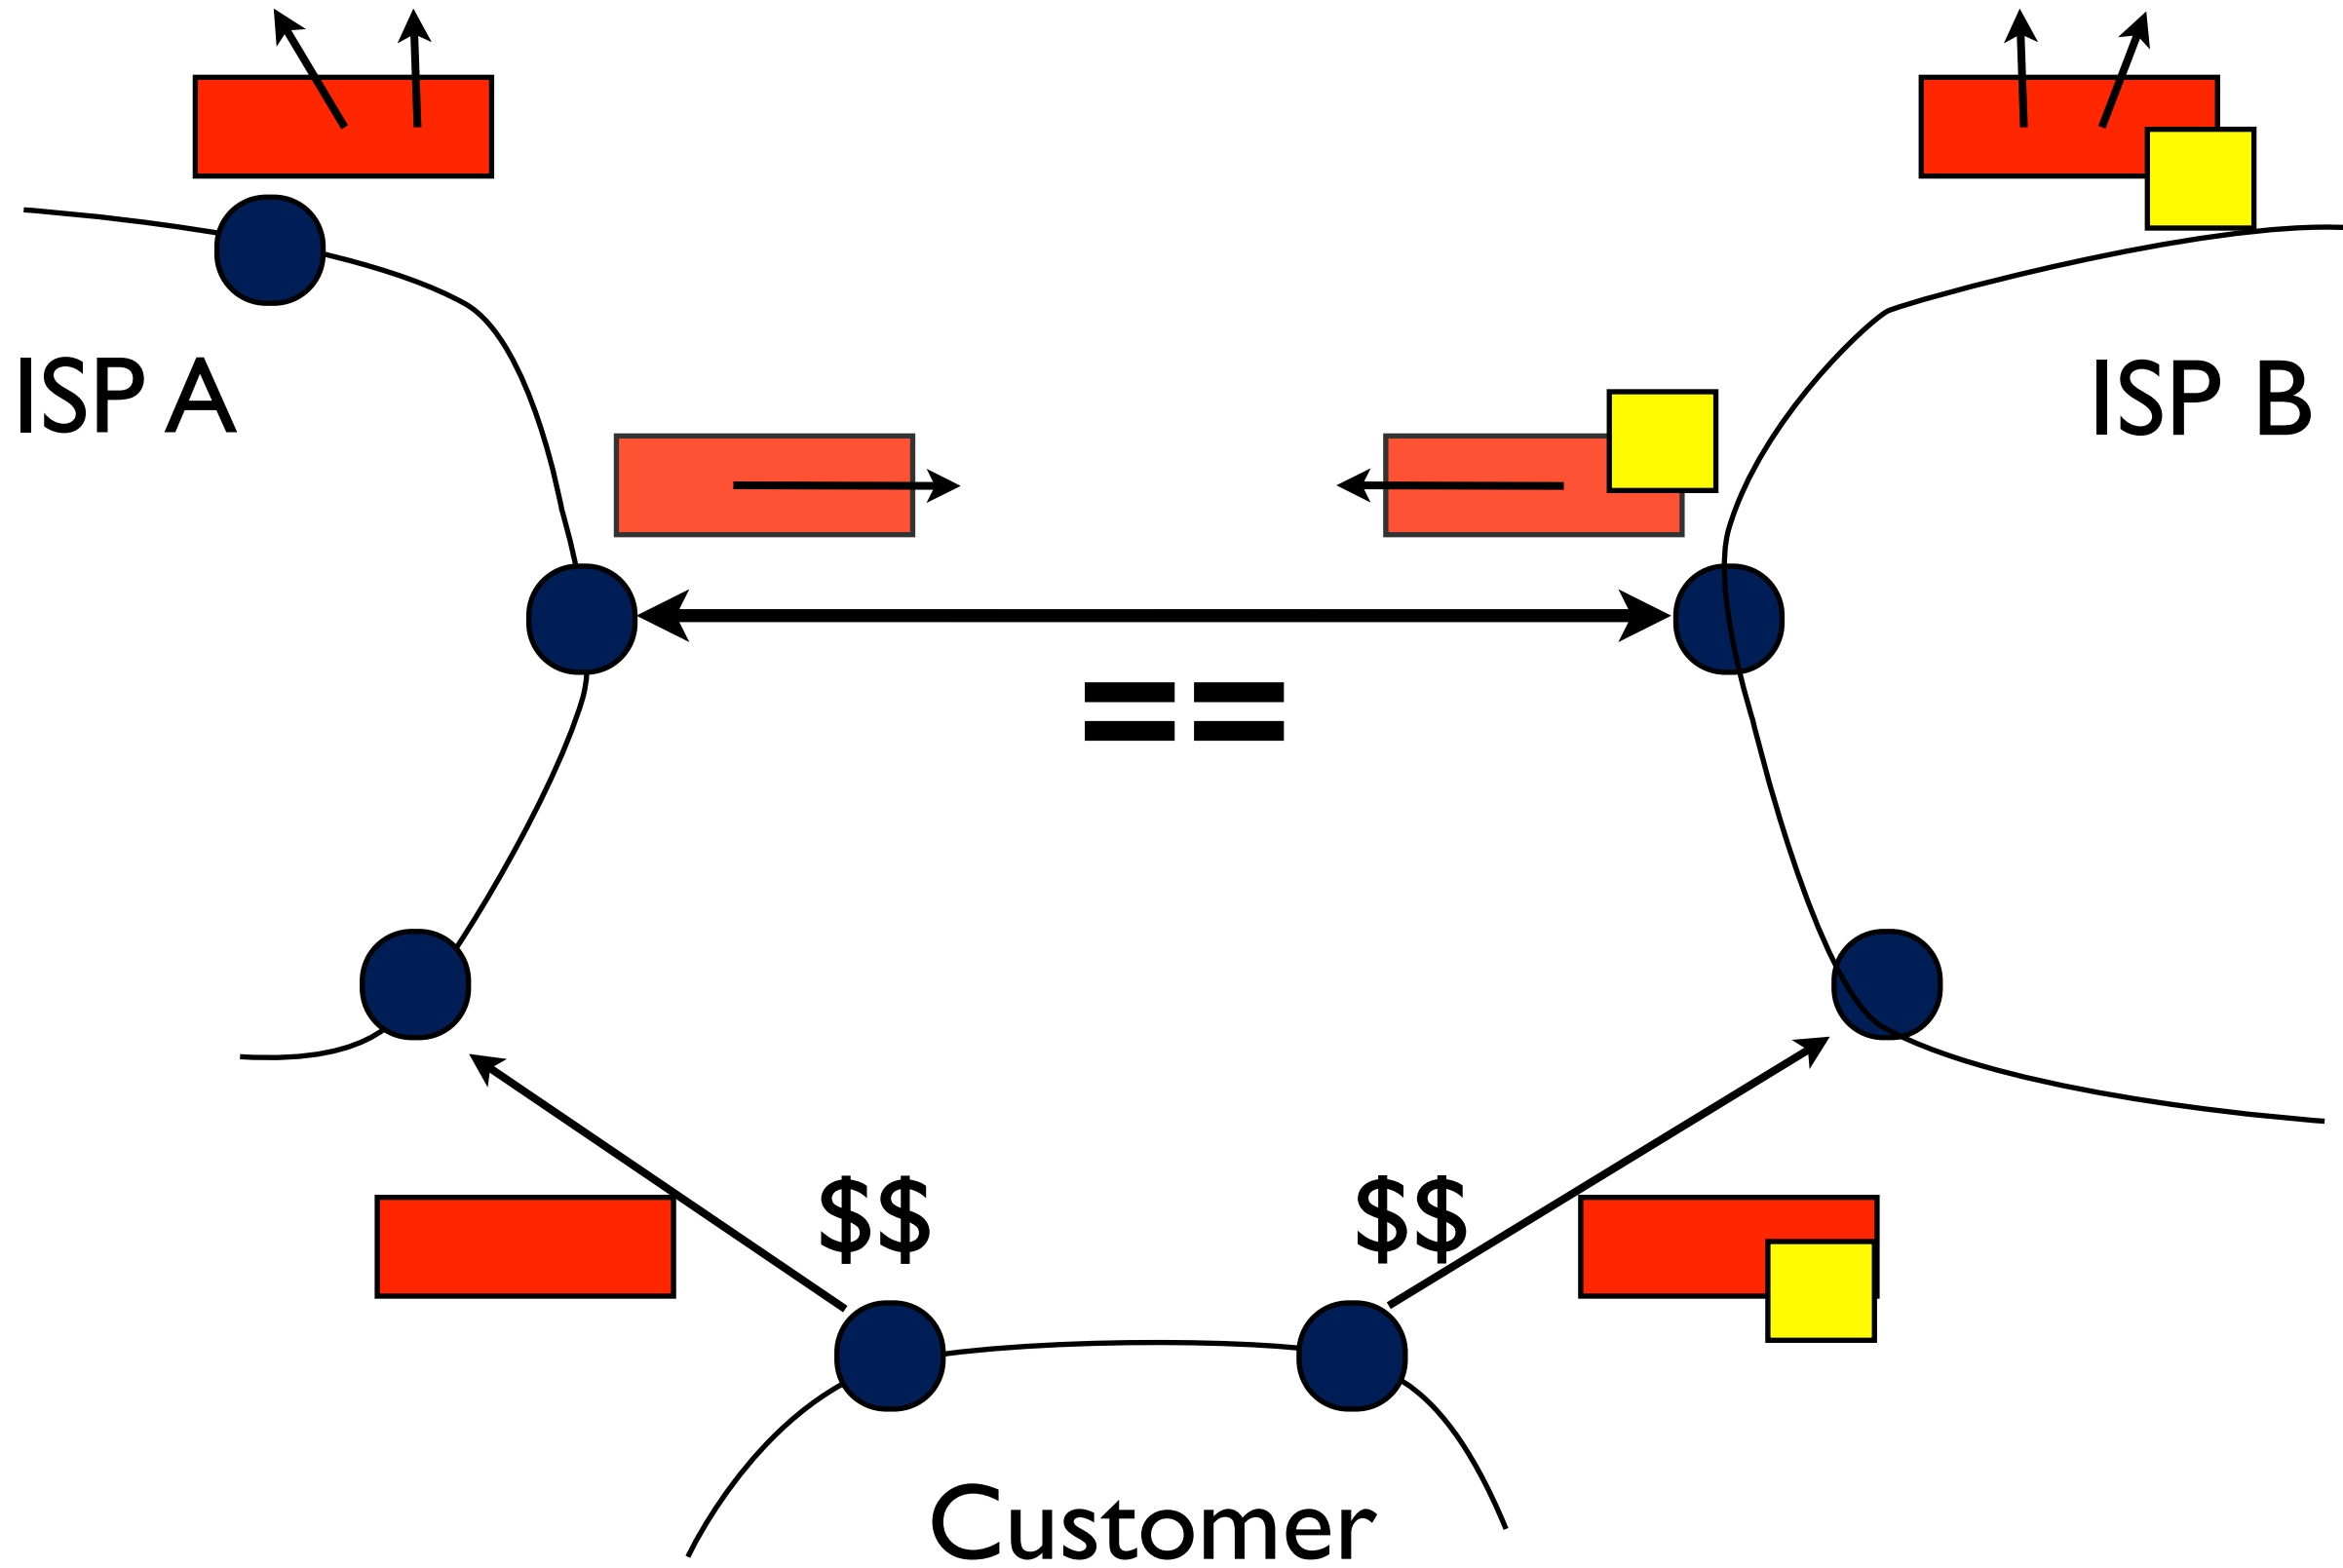 ISP A
ISP B
==
$$
$$
Customer